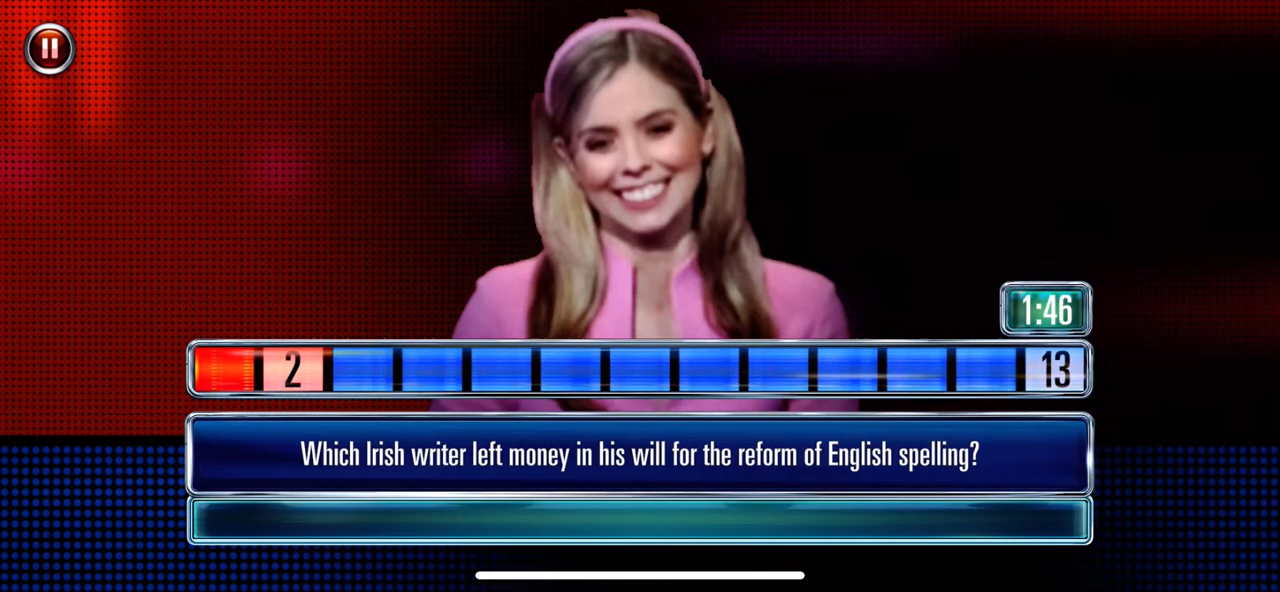 1:46
2
13
Which Irish writer left money in his will for the reform of English spelling?